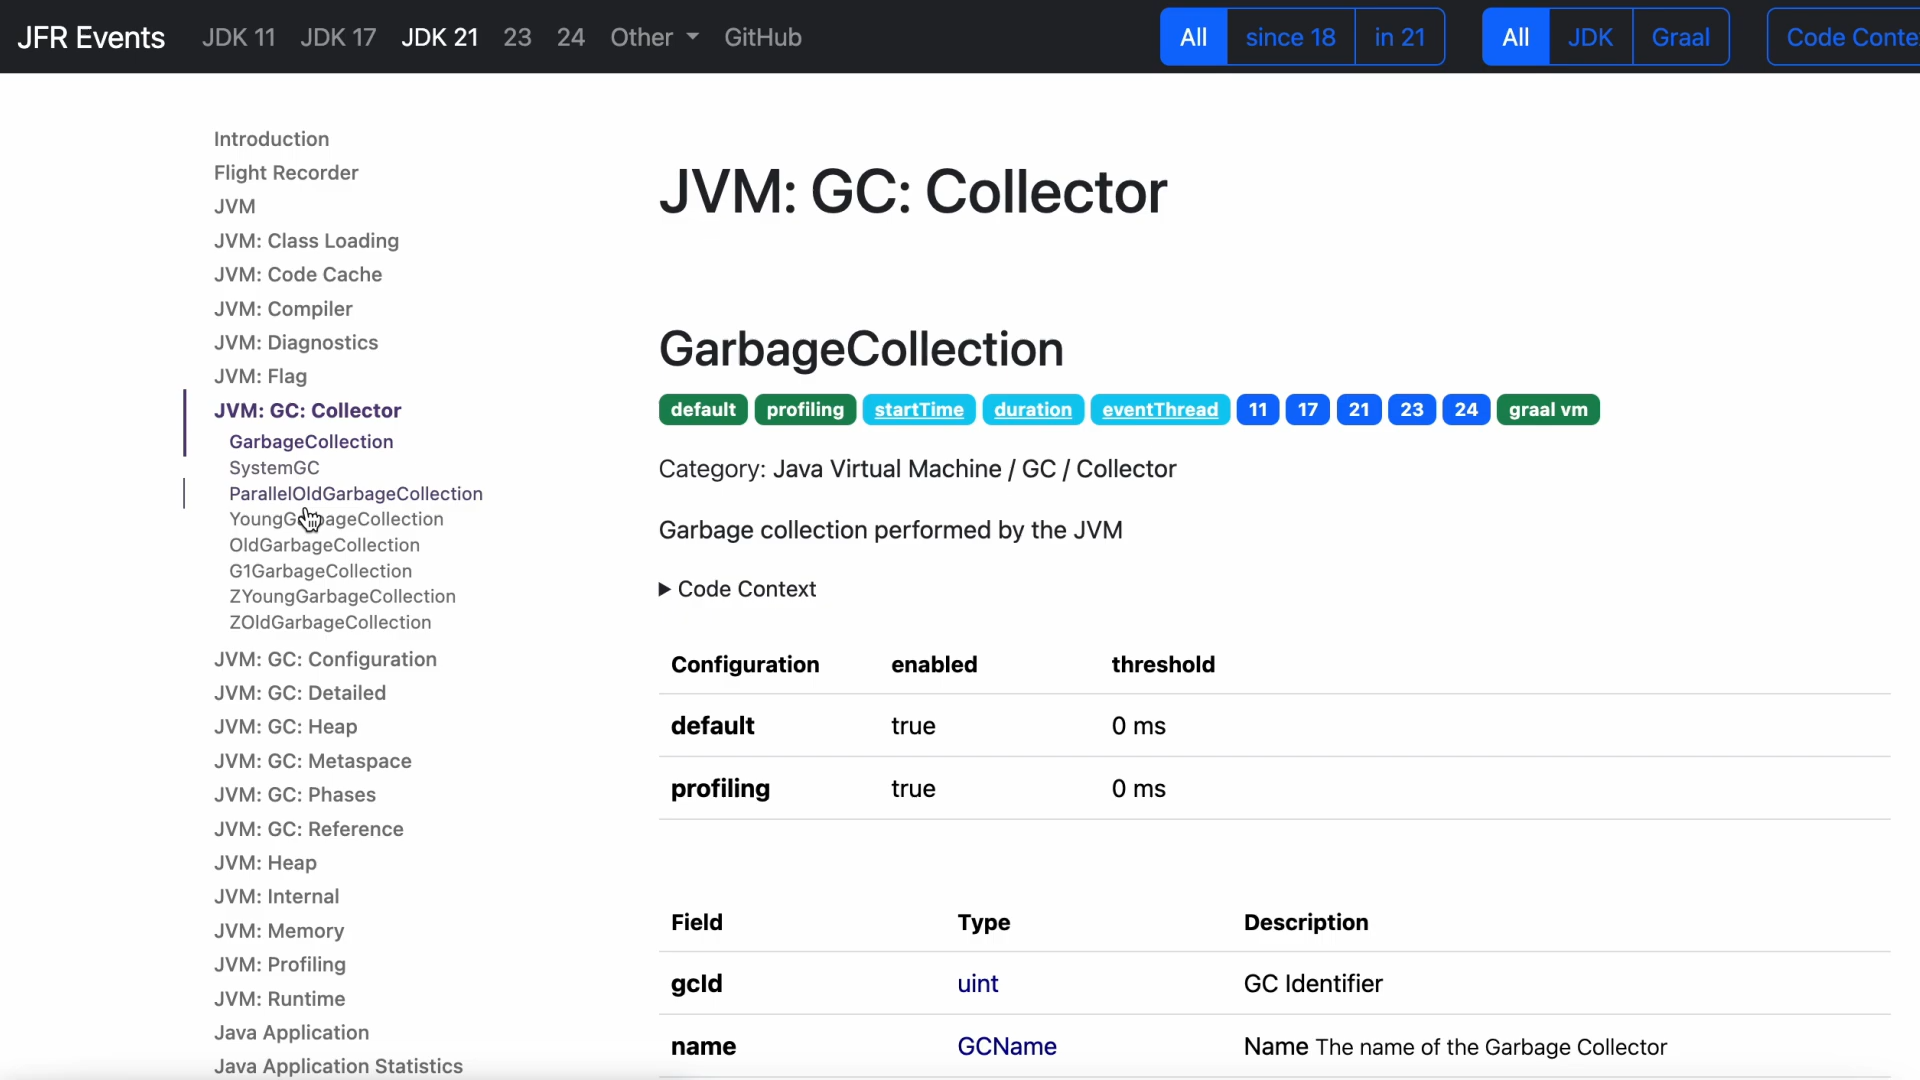 JFR Events JDK 11 JDK 17 JDK 21 23 24 Other GitHub All since 18 in 21 All JDK Graal Code Conte
Introduction
Flight Recorder
JVM
JVM: Class Loading
JVM: Code Cache
JVM: Compiler
JVM: Diagnostics
JVM: Flag
JVM: GC: Collector
GarbageCollection
SystemGC
ParallelOldGarbageCollection
YoungGarbageCollection
OldGarbageCollection
G1GarbageCollection
ZYoungGarbageCollection
ZOldGarbageCollection
JVM: GC: Configuration
JVM: GC: Detailed
JVM: GC: Heap
JVM: GC: Metaspace
JVM: GC: Phases
JVM: GC: Reference
JVM: Heap
JVM: Internal
JVM: Memory
JVM: Profiling
JVM: Runtime
Java Application
Java Application Statistics
JVM: GC: Collector
GarbageCollection
default profiling startTime duration eventThread 11 17 21 23 24 graal vm
Category: Java Virtual Machine / GC / Collector
Garbage collection performed by the JVM
Code Context
Configuration enabled threshold
default true 0 ms
profiling true 0 ms
Field Type Description
gcId uint GC Identifier
name GCName Name The name of the Garbage Collector